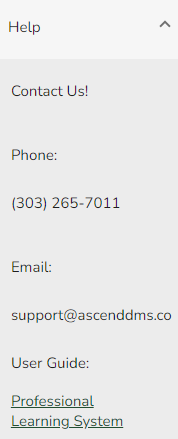 Help
Contact Us!
Phone:
(303) 265-7011
Email:
support@ascenddms.co
User Guide:
Professional
Learning System